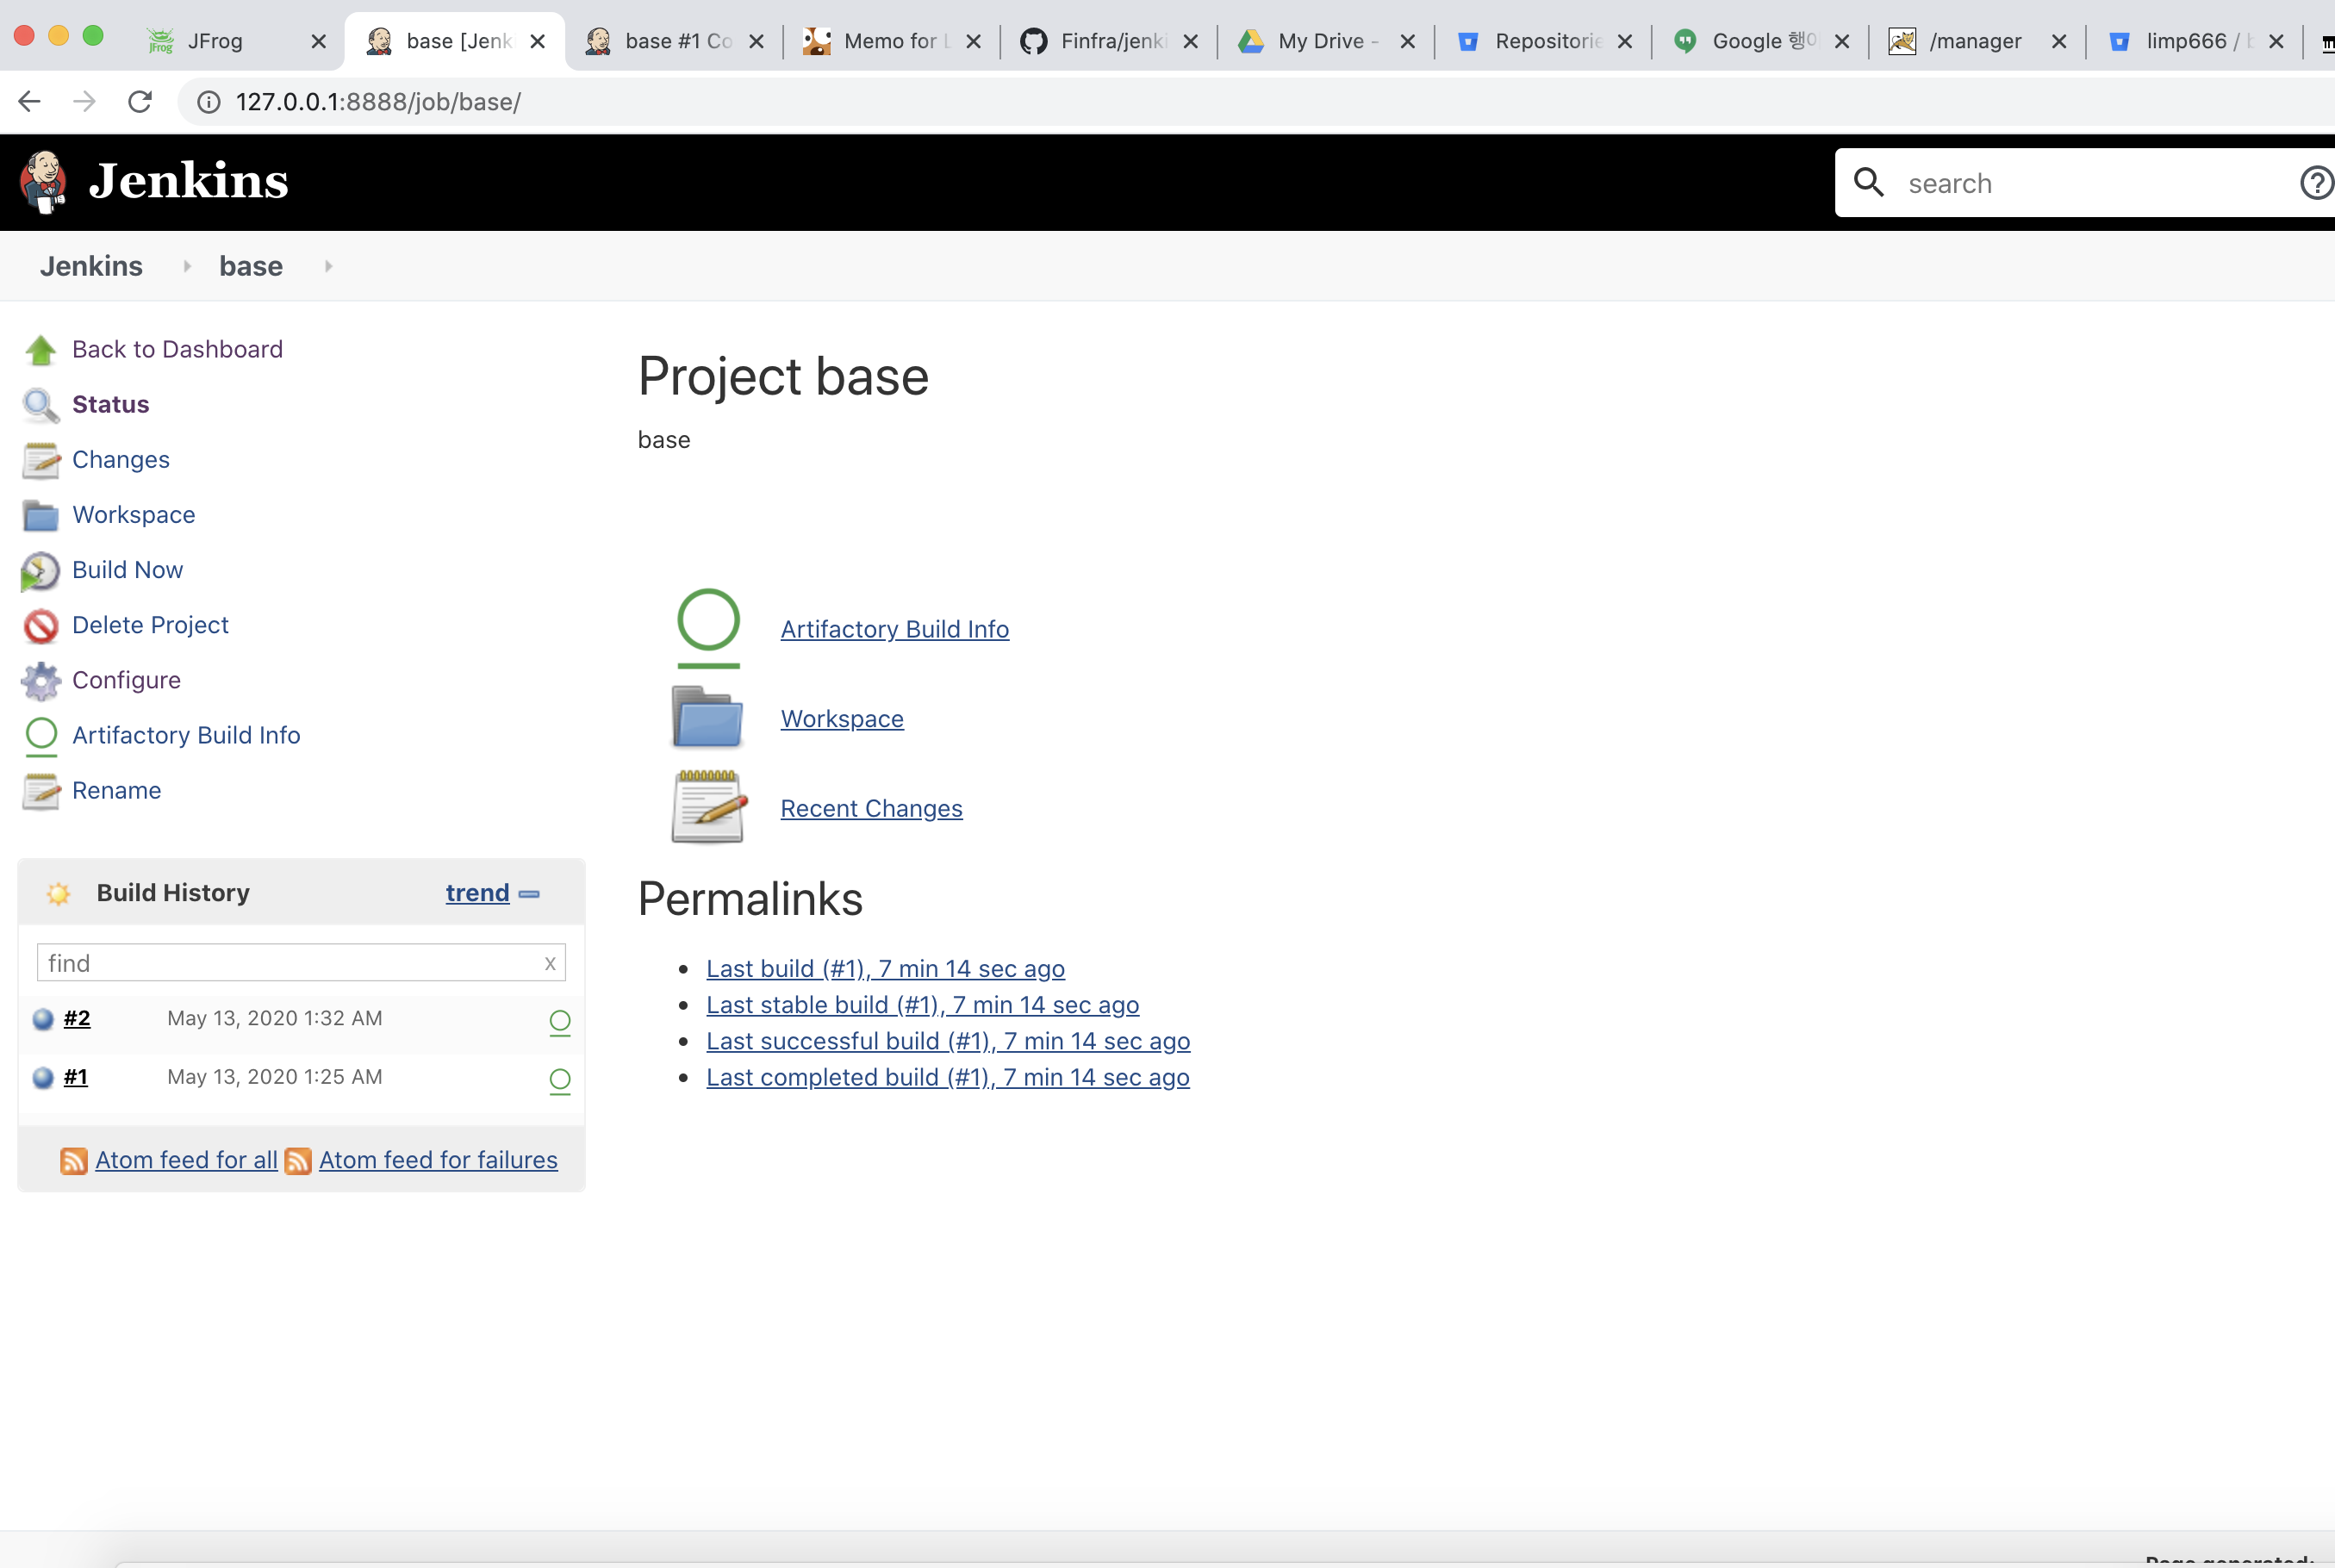 JFrog
base [Jenk
base #1 Co
Memo for L
Finfra/jenki
My Drive -
Repositorie
Google 행아
/manager
limp666 / b
127.0.0.1:8888/job/base/
Jenkins
search
Jenkins
base
Back to Dashboard
Status
Changes
Workspace
Build Now
Delete Project
Configure
Artifactory Build Info
Rename
Build History
trend
find
x
#2
May 13, 2020 1:32 AM
#1
May 13, 2020 1:25 AM
Atom feed for all
Atom feed for failures
Project base
base
Artifactory Build Info
Workspace
Recent Changes
Permalinks
Last build (#1), 7 min 14 sec ago
Last stable build (#1), 7 min 14 sec ago
Last successful build (#1), 7 min 14 sec ago
Last completed build (#1), 7 min 14 sec ago
Page generated: